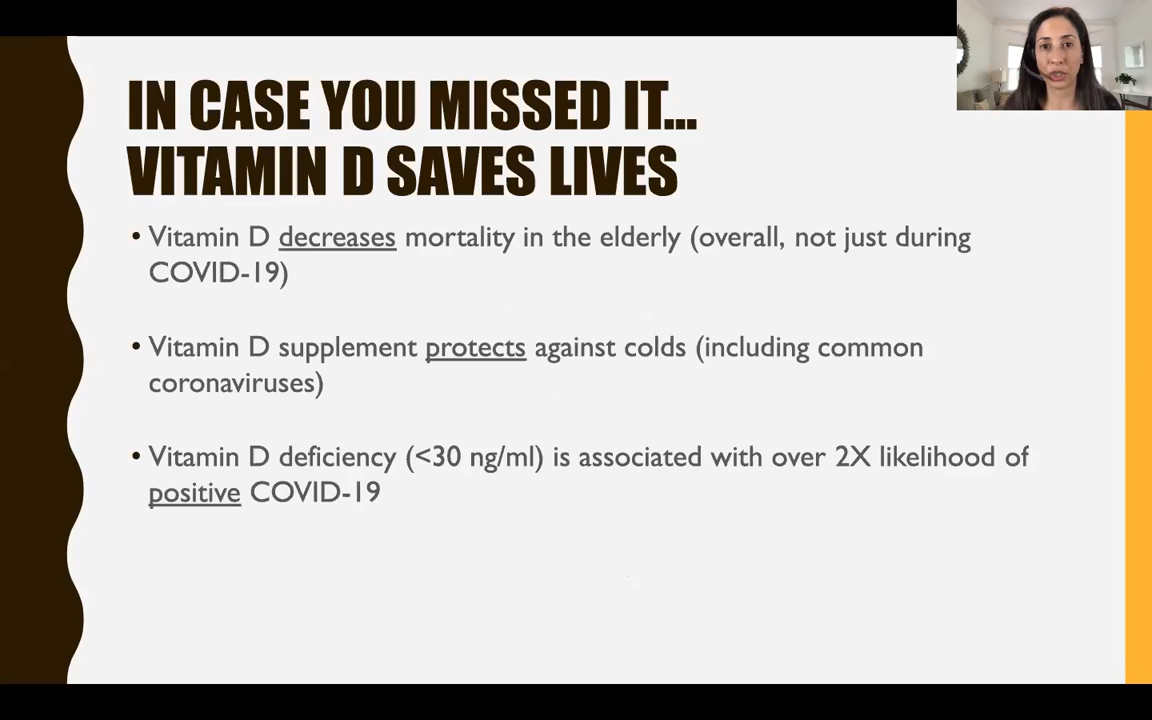 IN CASE YOU MISSED IT...
VITAMIN D SAVES LIVES
• Vitamin D decreases mortality in the elderly (overall, not just during
COVID-19)
• Vitamin D supplement protects against colds (including common
coronaviruses)
• Vitamin D deficiency (<30 ng/ml) is associated with over 2X likelihood of
positive COVID-19